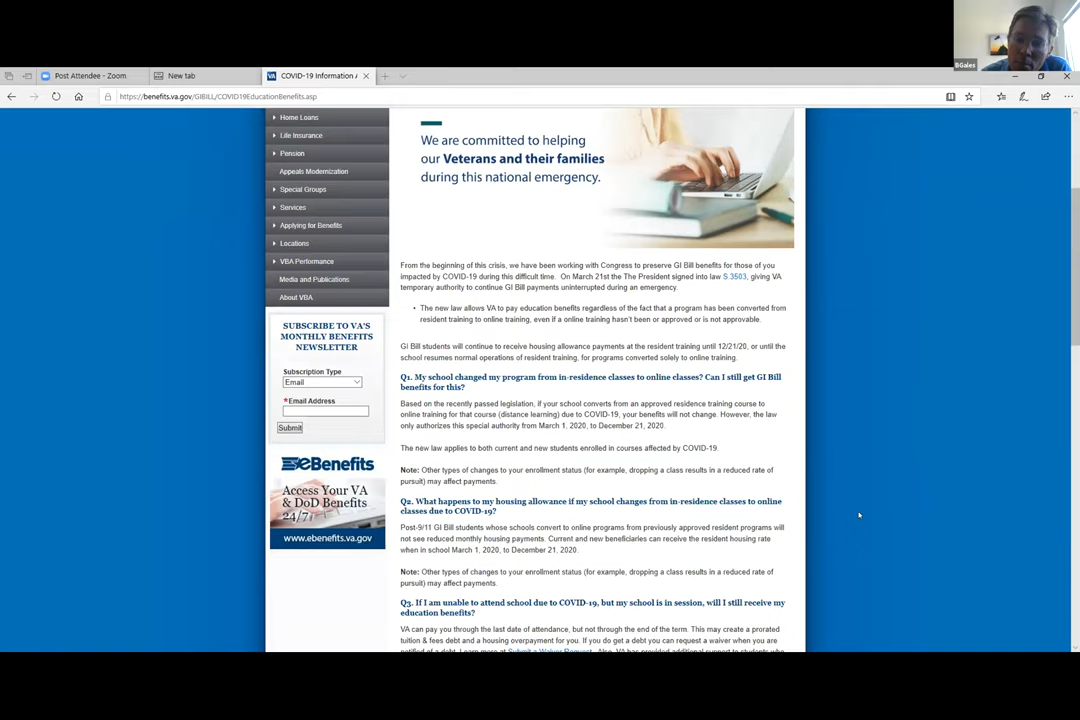 BGales
Post Attendee - Zoom
New tab
COVID-19 Information A
https://benefits.va.gov/GIBILL/COVID19EducationBenefits.asp
Home Loans
Life Insurance
Pension
Appeals Modernization
Special Groups
Services
Applying for Benefits
Locations
VBA Performance
Media and Publications
About VBA
SUBSCRIBE TO VA'S
MONTHLY BENEFITS
NEWSLETTER
Subscription Type
Email
*Email Address
Submit
eBenefits
Access Your VA
& DoD Benefits
24/7
www.ebenefits.va.gov
We are committed to helping
our Veterans and their families
during this national emergency.
From the beginning of this crisis, we have been working with Congress to preserve GI Bill benefits for those of you
impacted by COVID-19 during this difficult time. On March 21st the The President signed into law S.3503, giving VA
temporary authority to continue GI Bill payments uninterrupted during an emergency.
• The new law allows VA to pay education benefits regardless of the fact that a program has been converted from
resident training to online training, even if a online training hasn't been or approved or is not approvable.
GI Bill students will continue to receive housing allowance payments at the resident training until 12/21/20, or until the
school resumes normal operations of resident training, for programs converted solely to online training.
Q1. My school changed my program from in-residence classes to online classes? Can I still get GI Bill
benefits for this?
Based on the recently passed legislation, if your school converts from an approved residence training course to
online training for that course (distance learning) due to COVID-19, your benefits will not change. However, the law
only authorizes this special authority from March 1, 2020, to December 21, 2020.
The new law applies to both current and new students enrolled in courses affected by COVID-19.
Note: Other types of changes to your enrollment status (for example, dropping a class results in a reduced rate of
pursuit) may affect payments.
Q2. What happens to my housing allowance if my school changes from in-residence classes to online
classes due to COVID-19?
Post-9/11 GI Bill students whose schools convert to online programs from previously approved resident programs will
not see reduced monthly housing payments. Current and new beneficiaries can receive the resident housing rate
when in school March 1, 2020, to December 21, 2020.
Note: Other types of changes to your enrollment status (for example, dropping a class results in a reduced rate of
pursuit) may affect payments.
Q3. If I am unable to attend school due to COVID-19, but my school is in session, will I still receive my
education benefits?
VA can pay you through the last date of attendance, but not through the end of the term. This may create a prorated
tuition & fees debt and a housing overpayment for you. If you do get a debt you can request a waiver when you are
notified of a debt. Learn more at Submit a Waiver Request. Also, VA has provided additional support to students who